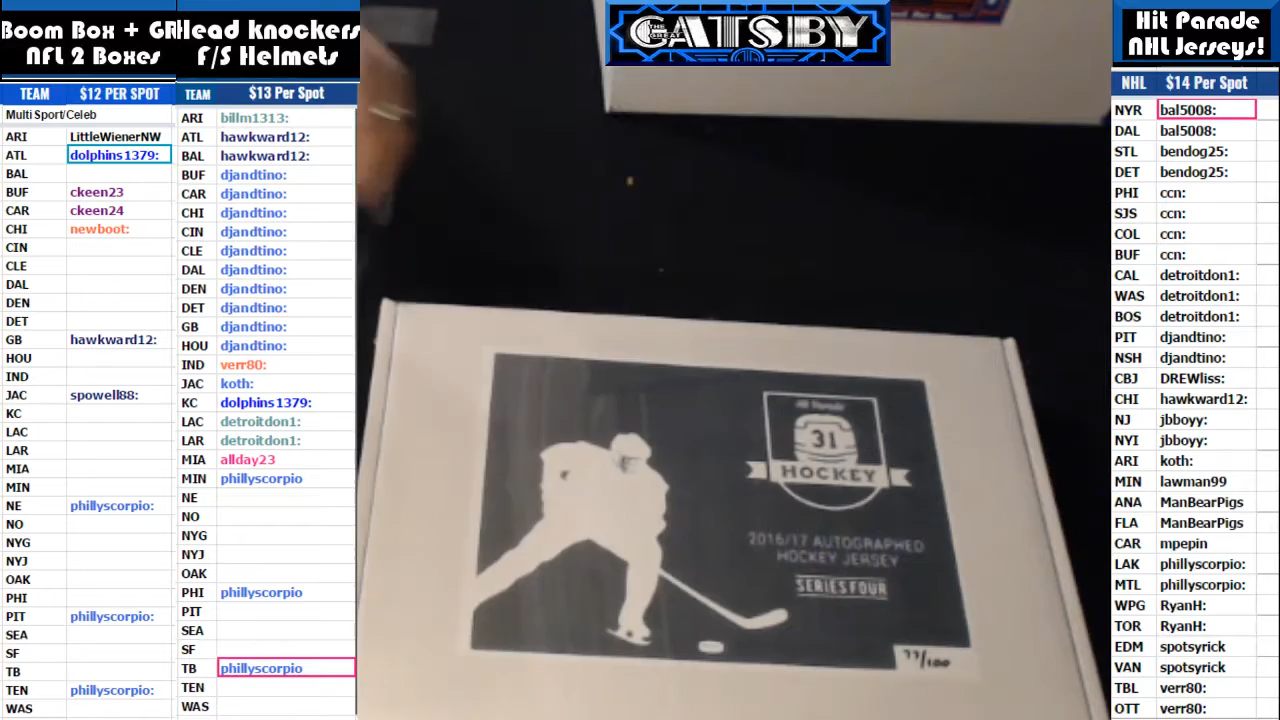 Boom Box + GR
NFL 2 Boxes
TEAM $12 PER SPOT
Multi Sport/Celeb
ARI LittleWienerNW
ATL dolphins1379:
BAL
BUF ckeen23
CAR ckeen24
CHI newboot:
CIN
CLE
DAL
DEN
DET
GB hawkward12:
HOU
IND
JAC spowell88:
KC
LAC
LAR
MIA
MIN
NE phillyscorpio:
NO
NYG
NYJ
OAK
PHI
PIT phillyscorpio:
SEA
SF
TB
TEN phillyscorpio:
WAS
Head knockers
F/S Helmets
TEAM $13 Per Spot
ARI billm1313:
ATL hawkward12:
BAL hawkward12:
BUF djandtino:
CAR djandtino:
CHI djandtino:
CIN djandtino:
CLE djandtino:
DAL djandtino:
DEN djandtino:
DET djandtino:
GB djandtino:
HOU djandtino:
IND verr80:
JAC koth:
KC dolphins1379:
LAC detroitdon1:
LAR detroitdon1:
MIA allday23
MIN phillyscorpio
NE
NO
NYG
NYJ
OAK
PHI phillyscorpio
PIT
SEA
SF
TB phillyscorpio
TEN
WAS
THE GREAT
GATSBY
JG
Hit Parade
31
HOCKEY
2016/17 AUTOGRAPHED
HOCKEY JERSEY
SERIES FOUR
77/100
Hit Parade
NHL Jerseys!
NHL $14 Per Spot
NYR bal5008:
DAL bal5008:
STL bendog25:
DET bendog25:
PHI ccn:
SJS ccn:
COL ccn:
BUF ccn:
CAL detroitdon1:
WAS detroitdon1:
BOS detroitdon1:
PIT djandtino:
NSH djandtino:
CBJ DREWliss:
CHI hawkward12:
NJ jbboyy:
NYI jbboyy:
ARI koth:
MIN lawman99
ANA ManBearPigs
FLA ManBearPigs
CAR mpepin
LAK phillyscorpio:
MTL phillyscorpio:
WPG RyanH:
TOR RyanH:
EDM spotsyrick
VAN spotsyrick
TBL verr80:
OTT verr80: